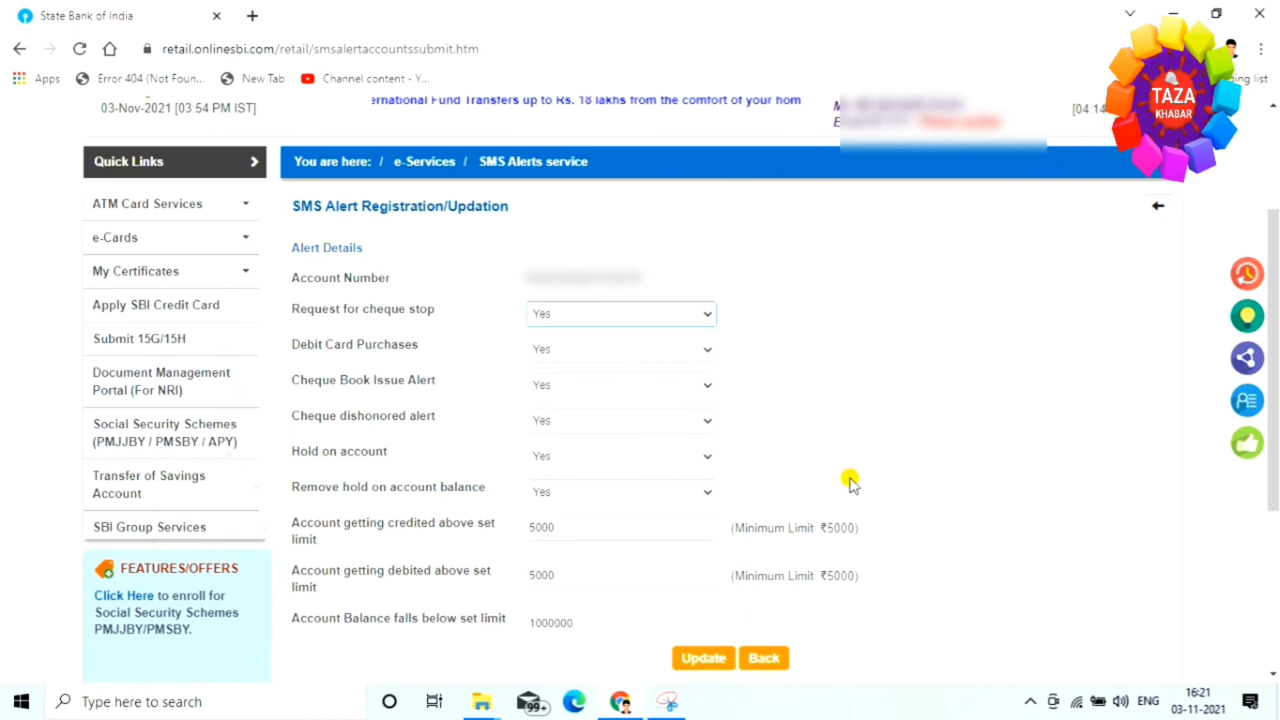 State Bank of India
retail.onlinesbi.com/retail/smsalertaccountssubmit.htm
Apps Error 404 (Not Foun... New Tab Channel content - Y...
ding list
03-Nov-2021 [03:54 PM IST]
ernational Fund Transfers up to Rs. 18 lakhs from the comfort of your hom
[04:14
TAZA
KHABAR
Quick Links
You are here: / e-Services / SMS Alerts service
ATM Card Services
e-Cards
My Certificates
Apply SBI Credit Card
Submit 15G/15H
Document Management
Portal (For NRI)
Social Security Schemes
(PMJJBY / PMSBY / APY)
Transfer of Savings
Account
SBI Group Services
FEATURES/OFFERS
Click Here to enroll for
Social Security Schemes
PMJJBY/PMSBY.
SMS Alert Registration/Updation
Alert Details
Account Number
Request for cheque stop Yes
Debit Card Purchases Yes
Cheque Book Issue Alert Yes
Cheque dishonored alert Yes
Hold on account Yes
Remove hold on account balance Yes
Account getting credited above set
limit 5000 (Minimum Limit ₹5000)
Account getting debited above set
limit 5000 (Minimum Limit ₹5000)
Account Balance falls below set limit 1000000
Update Back
Type here to search
99+
ENG
16:21
03-11-2021